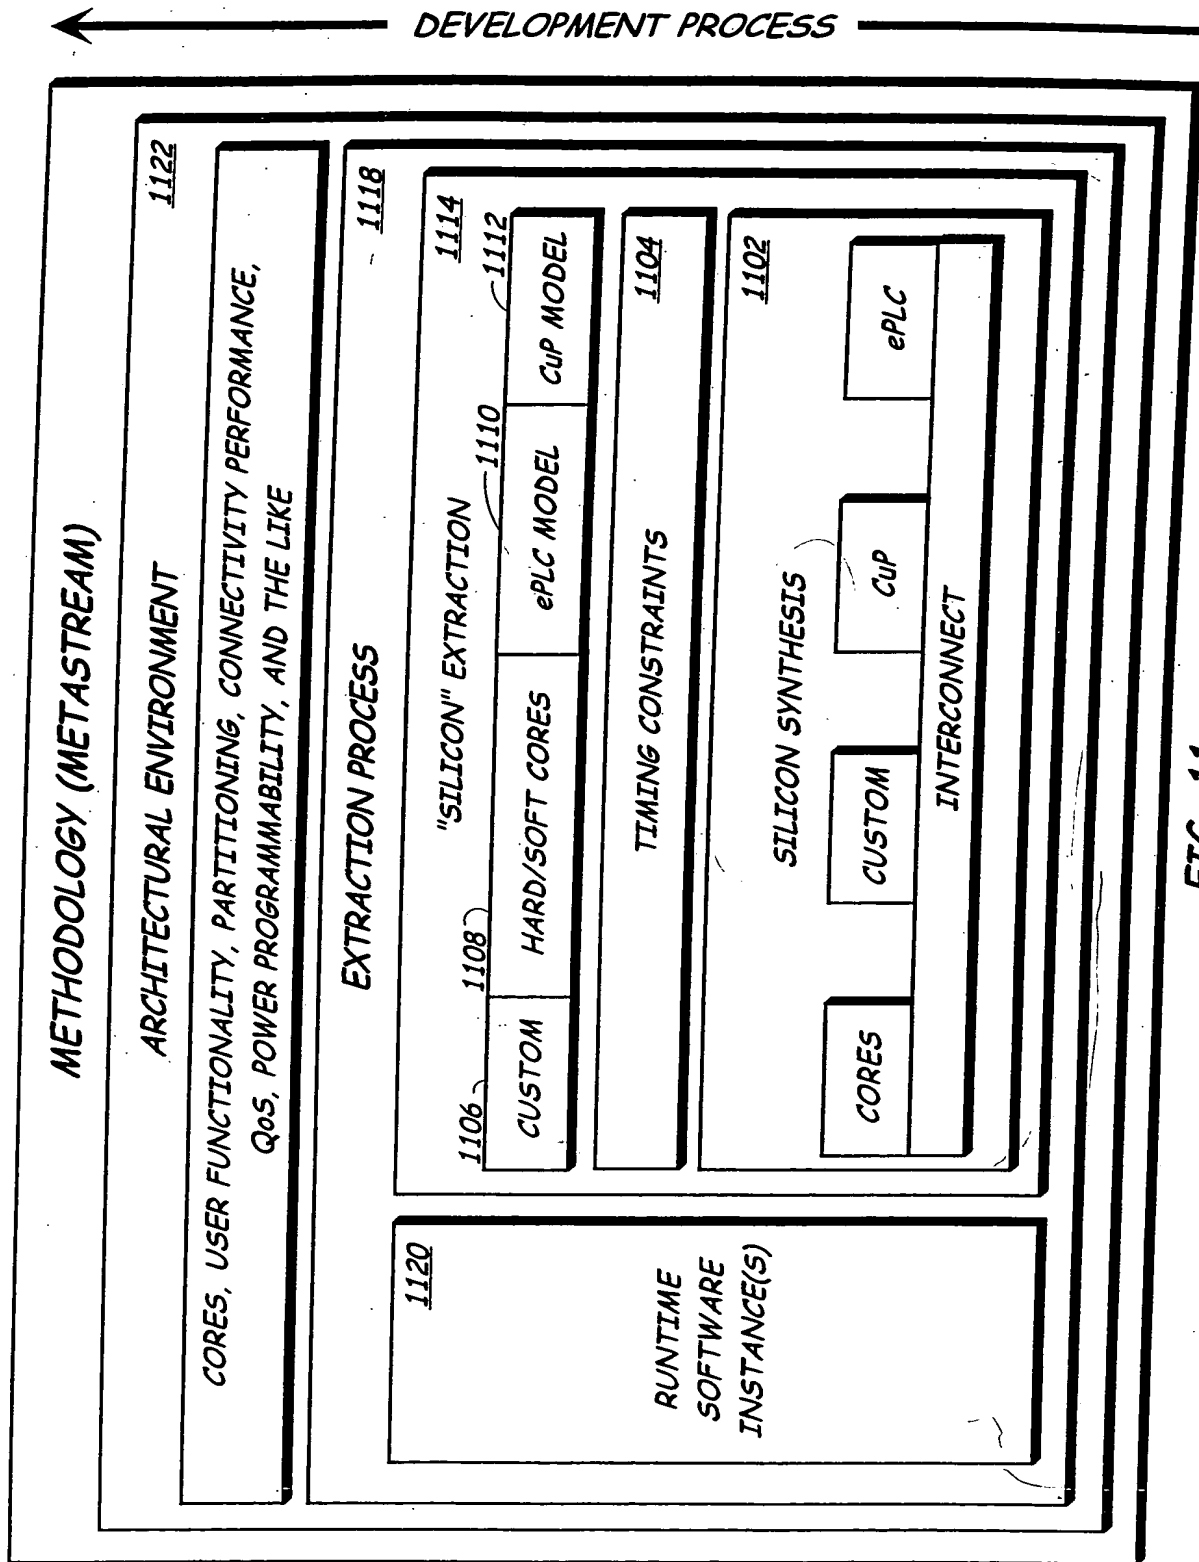 DEVELOPMENT PROCESS
METHODOLOGY (METASTREAM)
ARCHITECTURAL ENVIRONMENT
1122
CORES, USER FUNCTIONALITY, PARTITIONING, CONNECTIVITY PERFORMANCE,
QoS, POWER PROGRAMMABILITY, AND THE LIKE
EXTRACTION PROCESS
1118
1120
RUNTIME
SOFTWARE
INSTANCE(S)
"SILICON" EXTRACTION
1114
1106
1108
1110
1112
CUSTOM
HARD/SOFT CORES
ePLC MODEL
CuP MODEL
TIMING CONSTRAINTS
1104
SILICON SYNTHESIS
1102
CORES
CUSTOM
CuP
ePLC
INTERCONNECT